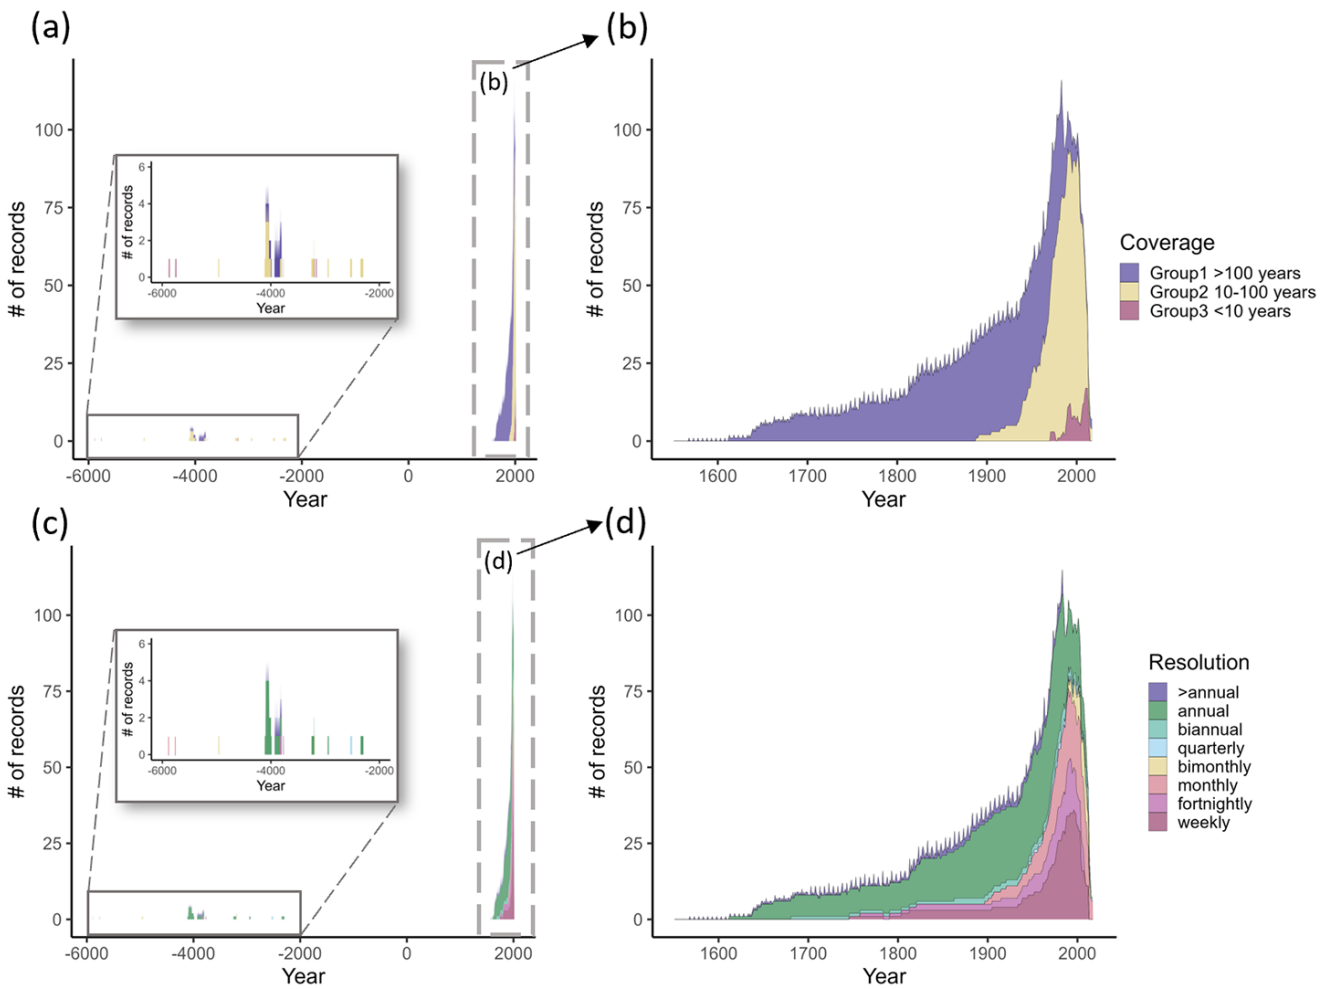 (a)
(b)
# of records
100
75
50
25
0
(b)
# of records
6
4
2
0
-6000
-4000
-2000
Year
-6000
-4000
-2000
0
2000
Year
# of records
100
75
50
25
0
1600
1700
1800
1900
2000
Year
Coverage
Group1 >100 years
Group2 10-100 years
Group3 <10 years
(c)
(d)
# of records
100
75
50
25
0
(d)
# of records
6
4
2
0
-6000
-4000
-2000
Year
-6000
-4000
-2000
0
2000
Year
# of records
100
75
50
25
0
1600
1700
1800
1900
2000
Year
Resolution
>annual
annual
biannual
quarterly
bimonthly
monthly
fortnightly
weekly